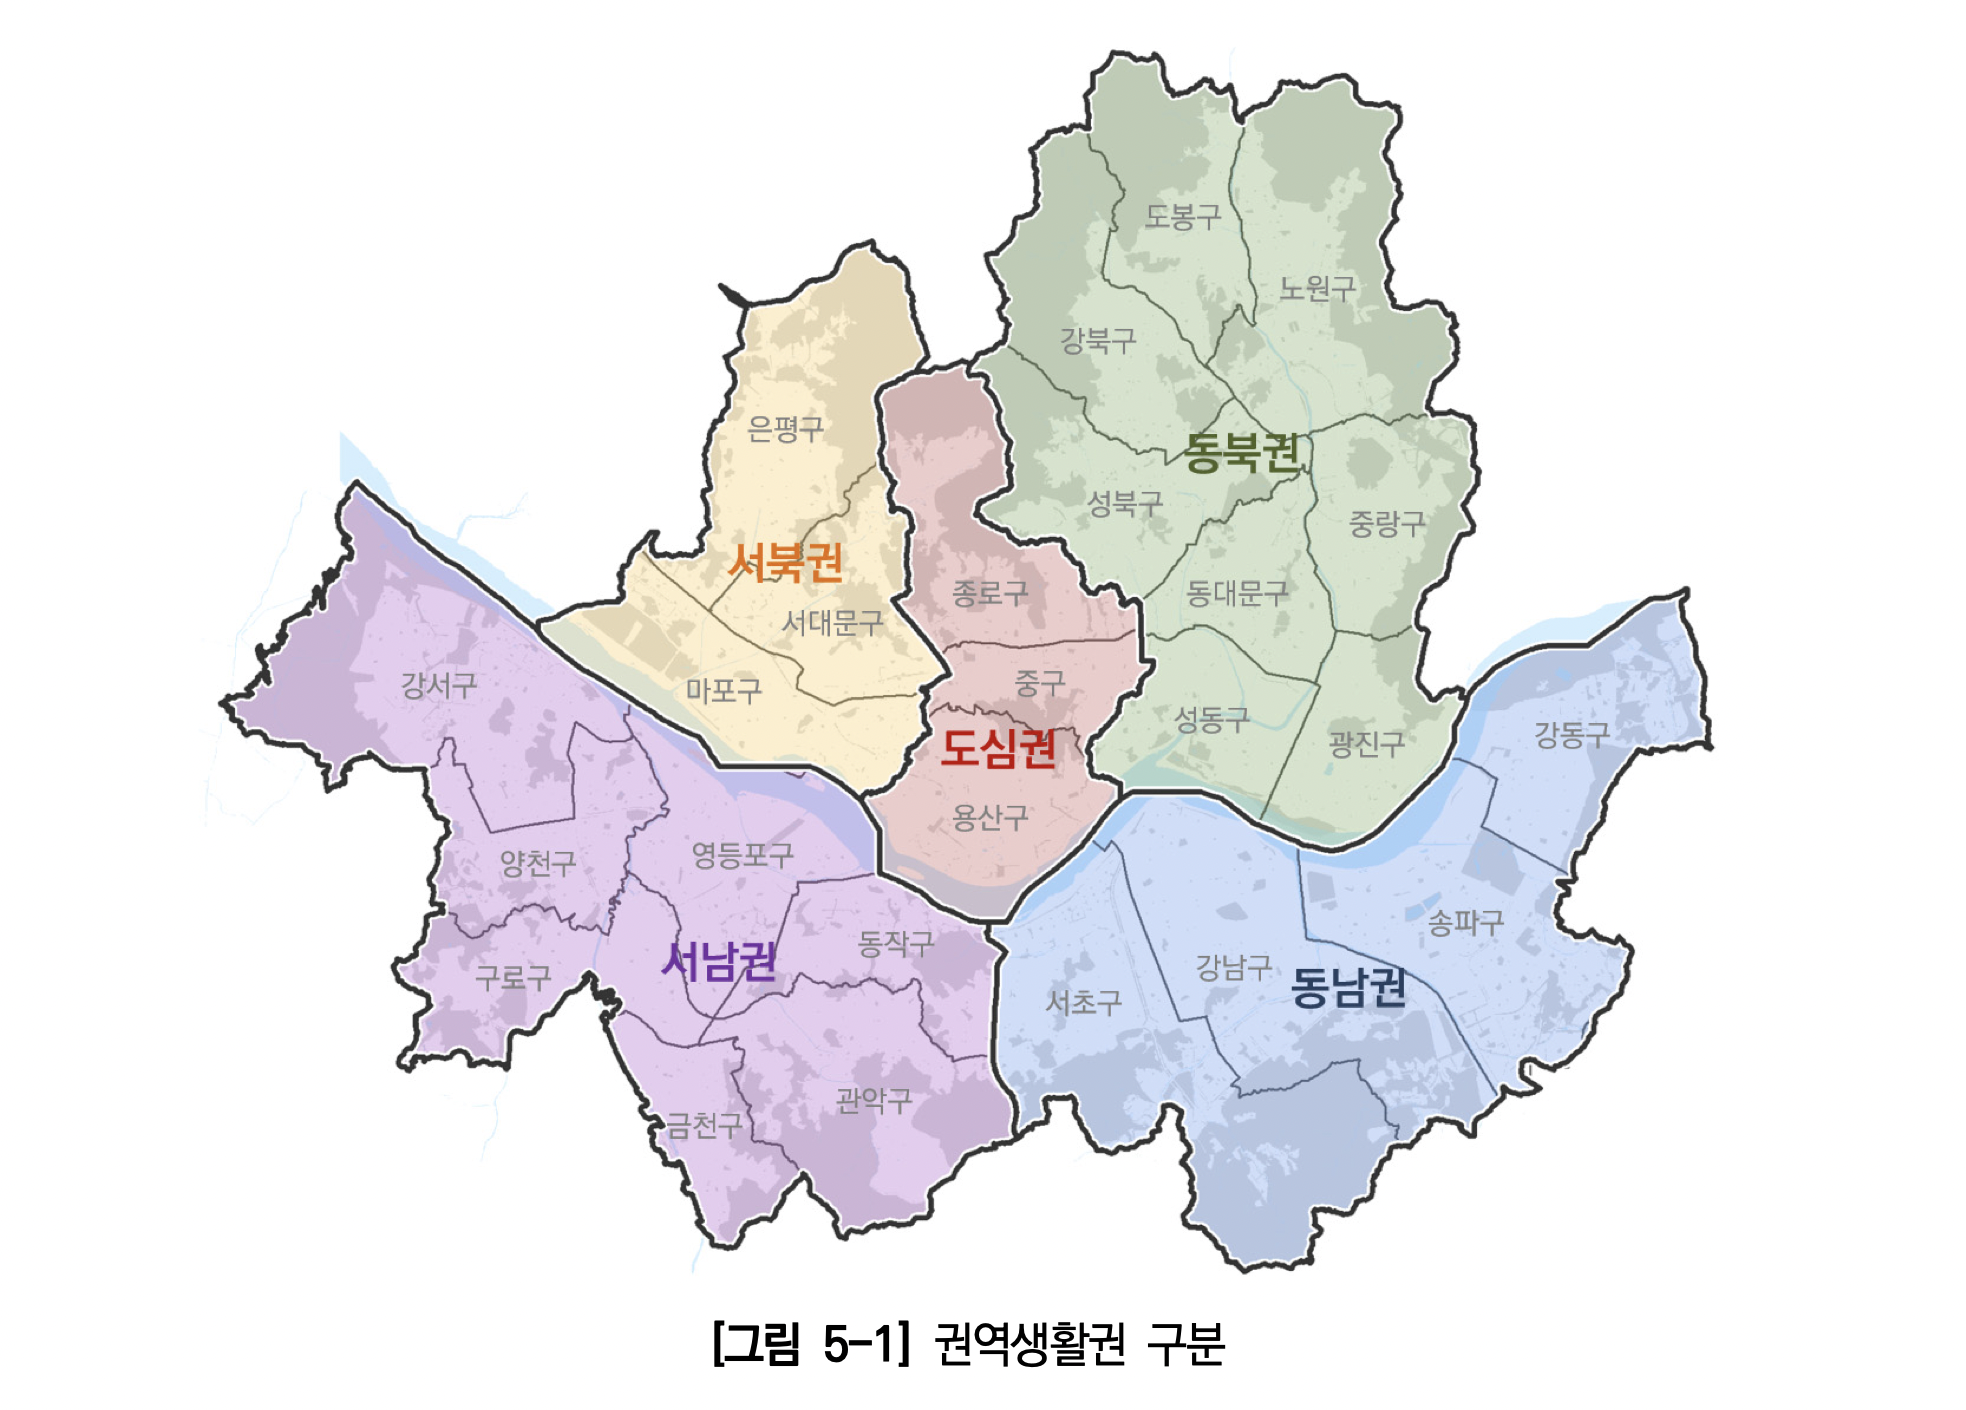 도봉구
노원구
강북구
은평구
동북권
성북구
중랑구
서북권
종로구
동대문구
서대문구
강서구
마포구
중구
성동구
강동구
도심권
광진구
용산구
양천구
영등포구
송파구
동작구
서남권
강남구
동남권
구로구
서초구
관악구
금천구
[그림 5-1] 권역생활권 구분